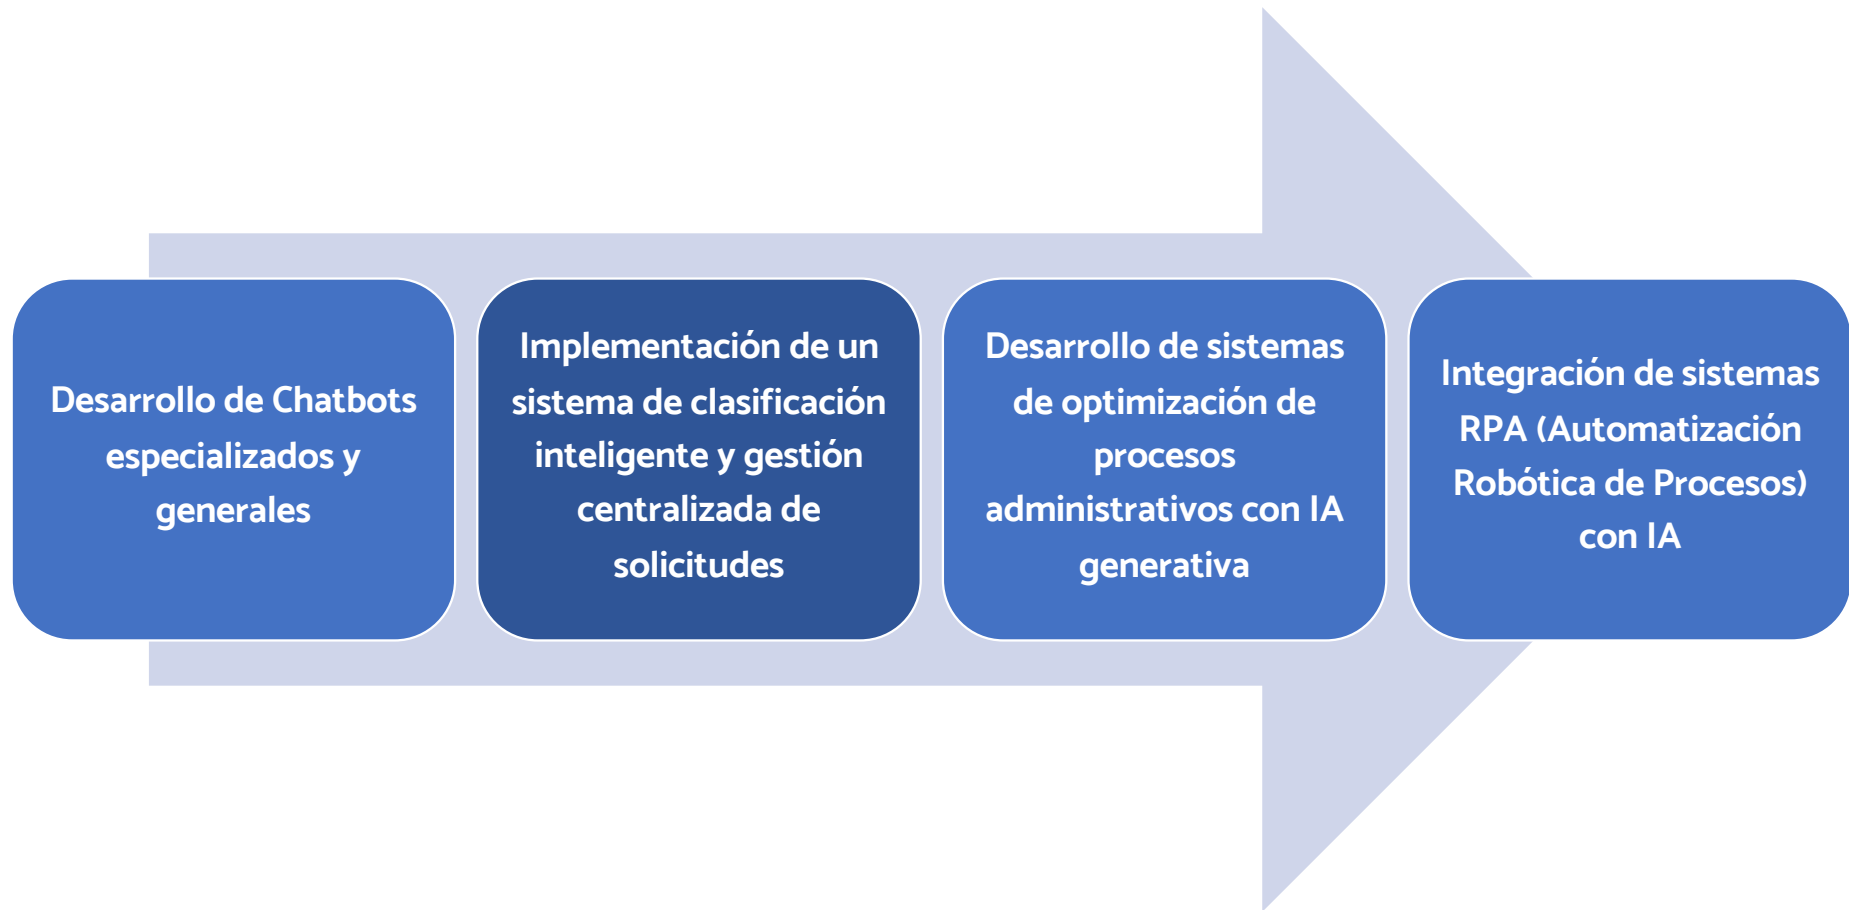 Desarrollo de Chatbots
especializados y
generales
Implementación de un
sistema de clasificación
inteligente y gestión
centralizada de
solicitudes
Desarrollo de sistemas
de optimización de
procesos
administrativos con IA
generativa
Integración de sistemas
RPA (Automatización
Robótica de Procesos)
con IA